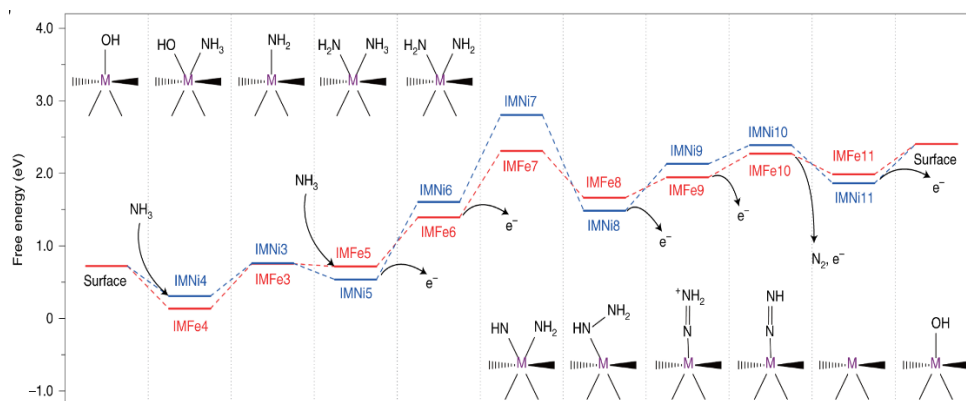 4.0
3.0
2.0
1.0
0
−1.0
Free energy (eV)
OH
M
HO
NH₃
M
NH₂
M
H₂N
NH₃
M
H₂N
NH₂
M
Surface
NH₃
IMNi4
IMFe4
IMNi3
IMFe3
NH₃
IMFe5
IMNi5
e⁻
IMNi6
IMFe6
e⁻
IMNi7
IMFe7
IMFe8
IMNi8
e⁻
IMNi9
IMFe9
e⁻
IMNi10
IMFe10
N₂, e⁻
IMFe11
IMNi11
e⁻
Surface
HN
NH₂
M
NH₂
HN
M
⁺NH₂
N
M
NH
N
M
M
OH
M